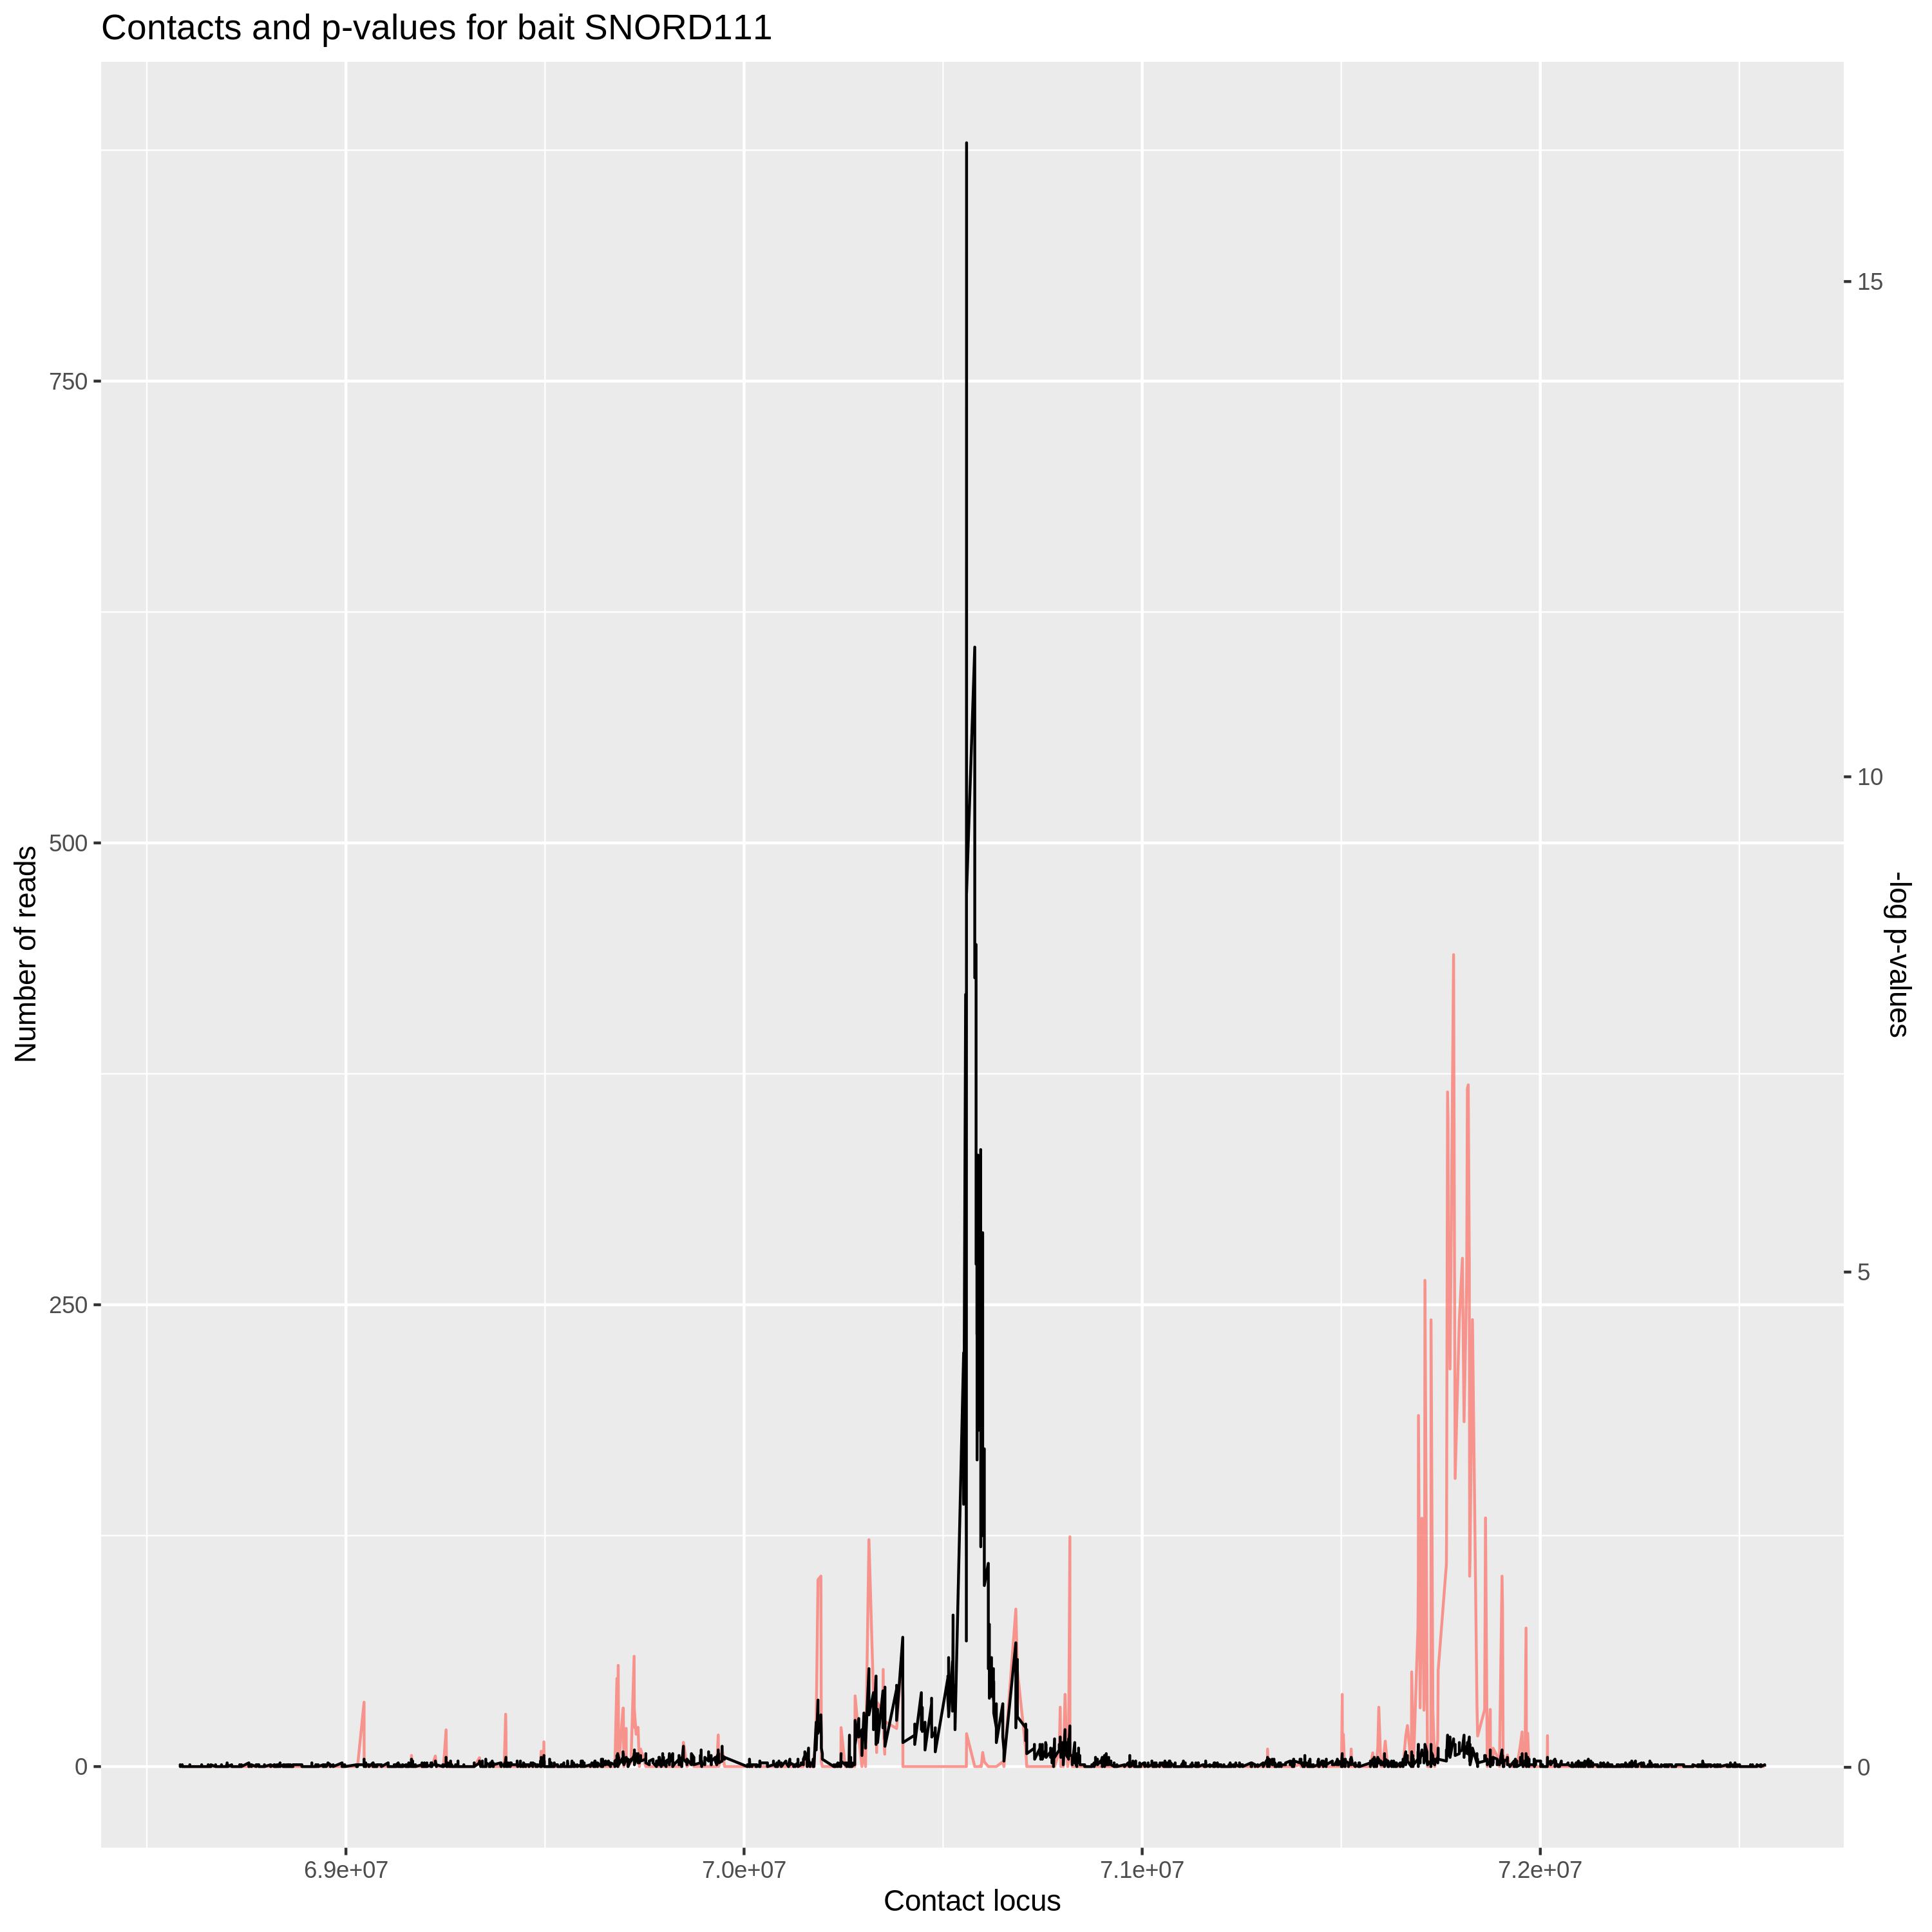 Contacts and p-values for bait SNORD111
Number of reads
750
500
250
0
15
10
5
0
-log p-values
6.9e+07
7.0e+07
7.1e+07
7.2e+07
Contact locus